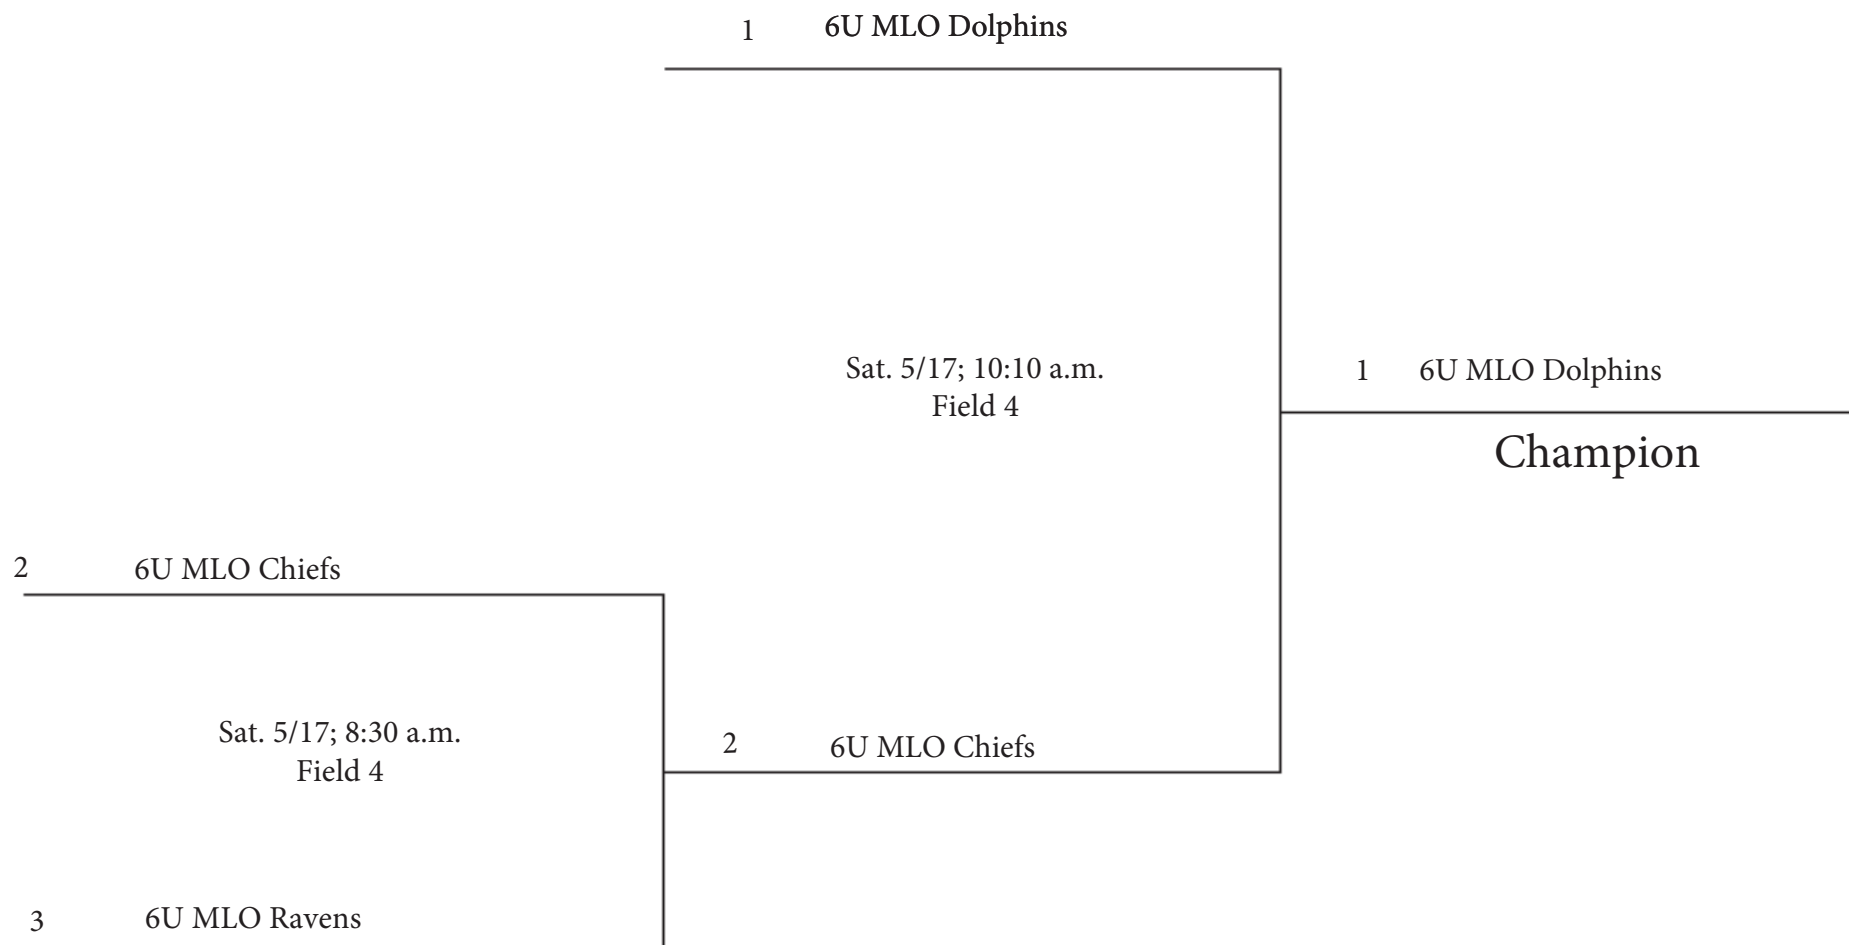 1 6U MLO Dolphins
Sat. 5/17; 10:10 a.m.
Field 4
1 6U MLO Dolphins
Champion
2 6U MLO Chiefs
Sat. 5/17; 8:30 a.m.
Field 4
2 6U MLO Chiefs
3 6U MLO Ravens